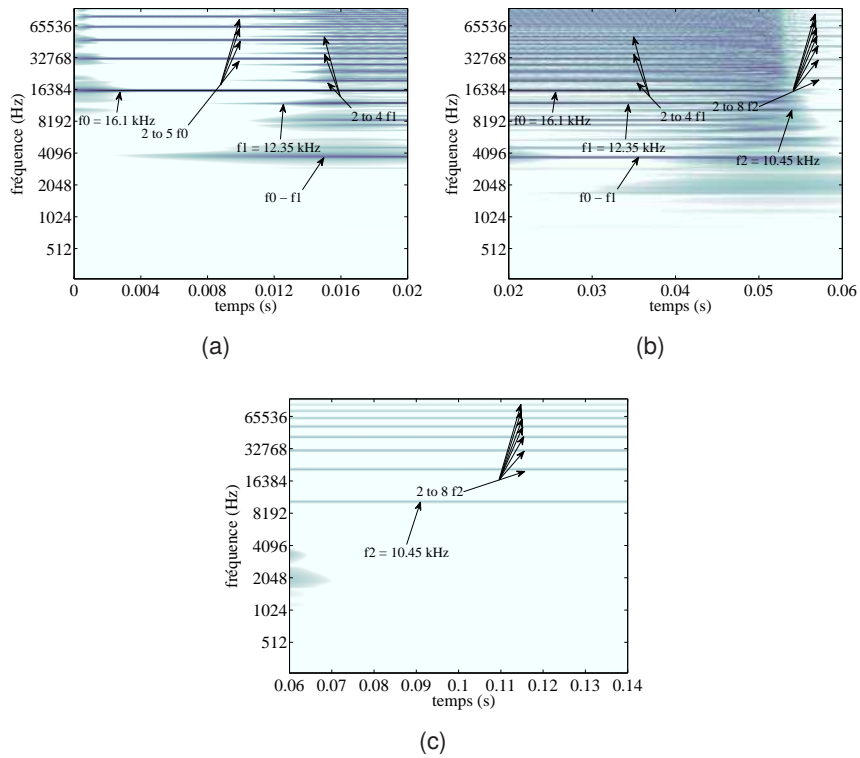 65536
32768
16384
8192
4096
2048
1024
512
fréquence (Hz)
f0 = 16.1 kHz
2 to 5 f0
2 to 4 f1
f1 = 12.35 kHz
f0 – f1
0 0.004 0.008 0.012 0.016 0.02
temps (s)
(a)
65536
32768
16384
8192
4096
2048
1024
512
fréquence (Hz)
2 to 8 f2
f0 = 16.1 kHz
2 to 4 f1
f1 = 12.35 kHz
f2 = 10.45 kHz
f0 – f1
0.02 0.03 0.04 0.05 0.06
temps (s)
(b)
65536
32768
16384
8192
4096
2048
1024
512
fréquence (Hz)
2 to 8 f2
f2 = 10.45 kHz
0.06 0.07 0.08 0.09 0.1 0.11 0.12 0.13 0.14
temps (s)
(c)